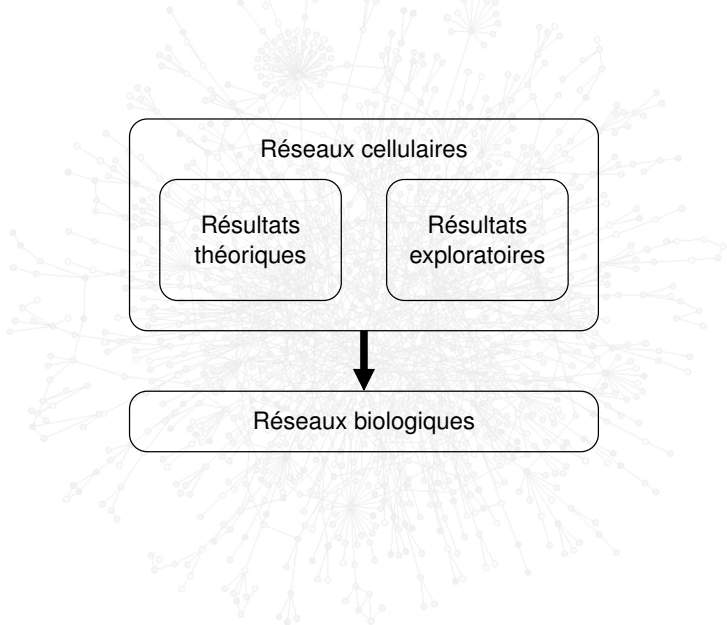 Réseaux cellulaires
Résultats
théoriques
Résultats
exploratoires
Réseaux biologiques